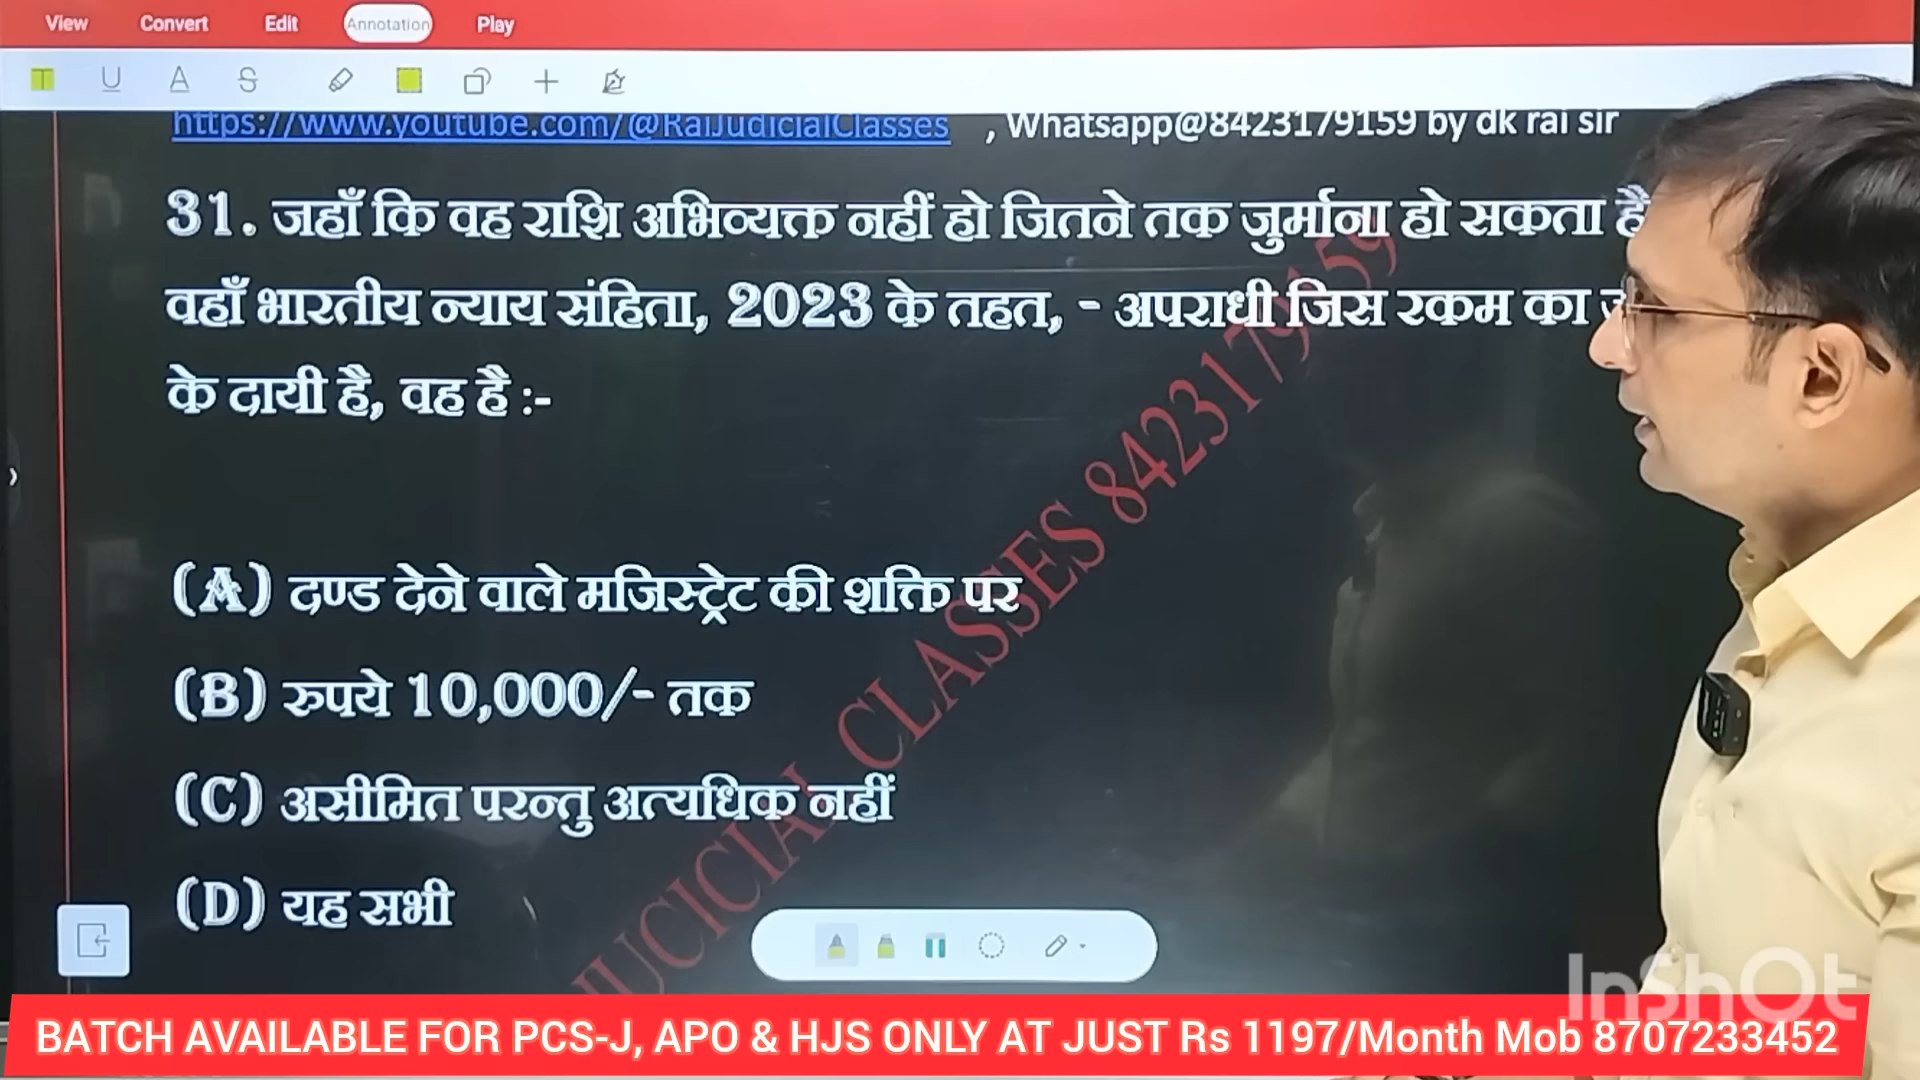 View Convert Edit Annotation Play
T U A S
https://www.youtube.com/@RaiJudicialClasses , Whatsapp@8423179159 by dk rai sir
31. जहाँ कि वह राशि अभिव्यक्त नहीं हो जितने तक जुर्माना हो सकता है
वहाँ भारतीय न्याय संहिता, 2023 के तहत, - अपराधी जिस रकम का
के दायी है, वह है :-
(A) दण्ड देने वाले मजिस्ट्रेट की शक्ति पर
(B) रुपये 10,000/- तक
(C) असीमित परन्तु अत्यधिक नहीं
(D) यह सभी
JUCICIAL CLASSES 8423179159
InShOt
BATCH AVAILABLE FOR PCS-J, APO & HJS ONLY AT JUST Rs 1197/Month Mob 8707233452